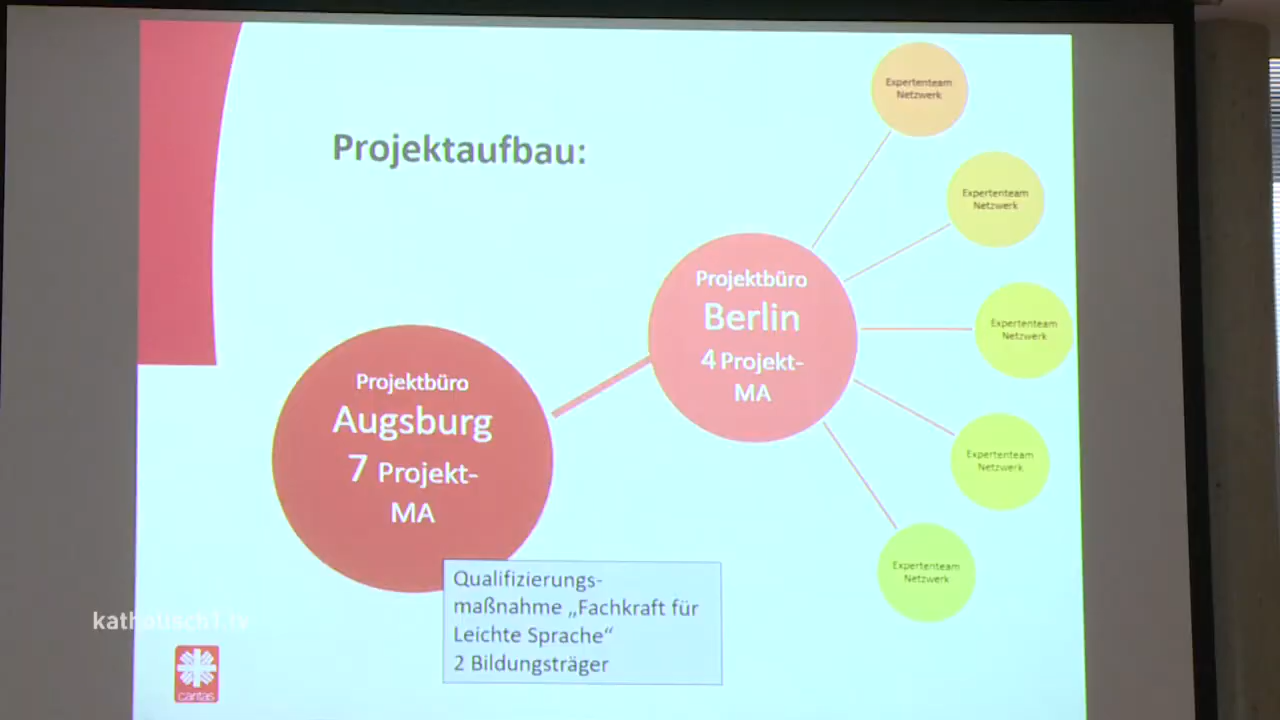 Projektaufbau:
Expertenteam
Netzwerk
Expertenteam
Netzwerk
Projektbüro
Berlin
4 Projekt-
MA
Expertenteam
Netzwerk
Projektbüro
Augsburg
7 Projekt-
MA
Expertenteam
Netzwerk
Expertenteam
Netzwerk
Qualifizierungs-
maßnahme „Fachkraft für
Leichte Sprache“
2 Bildungsträger
katholisch1.tv
caritas